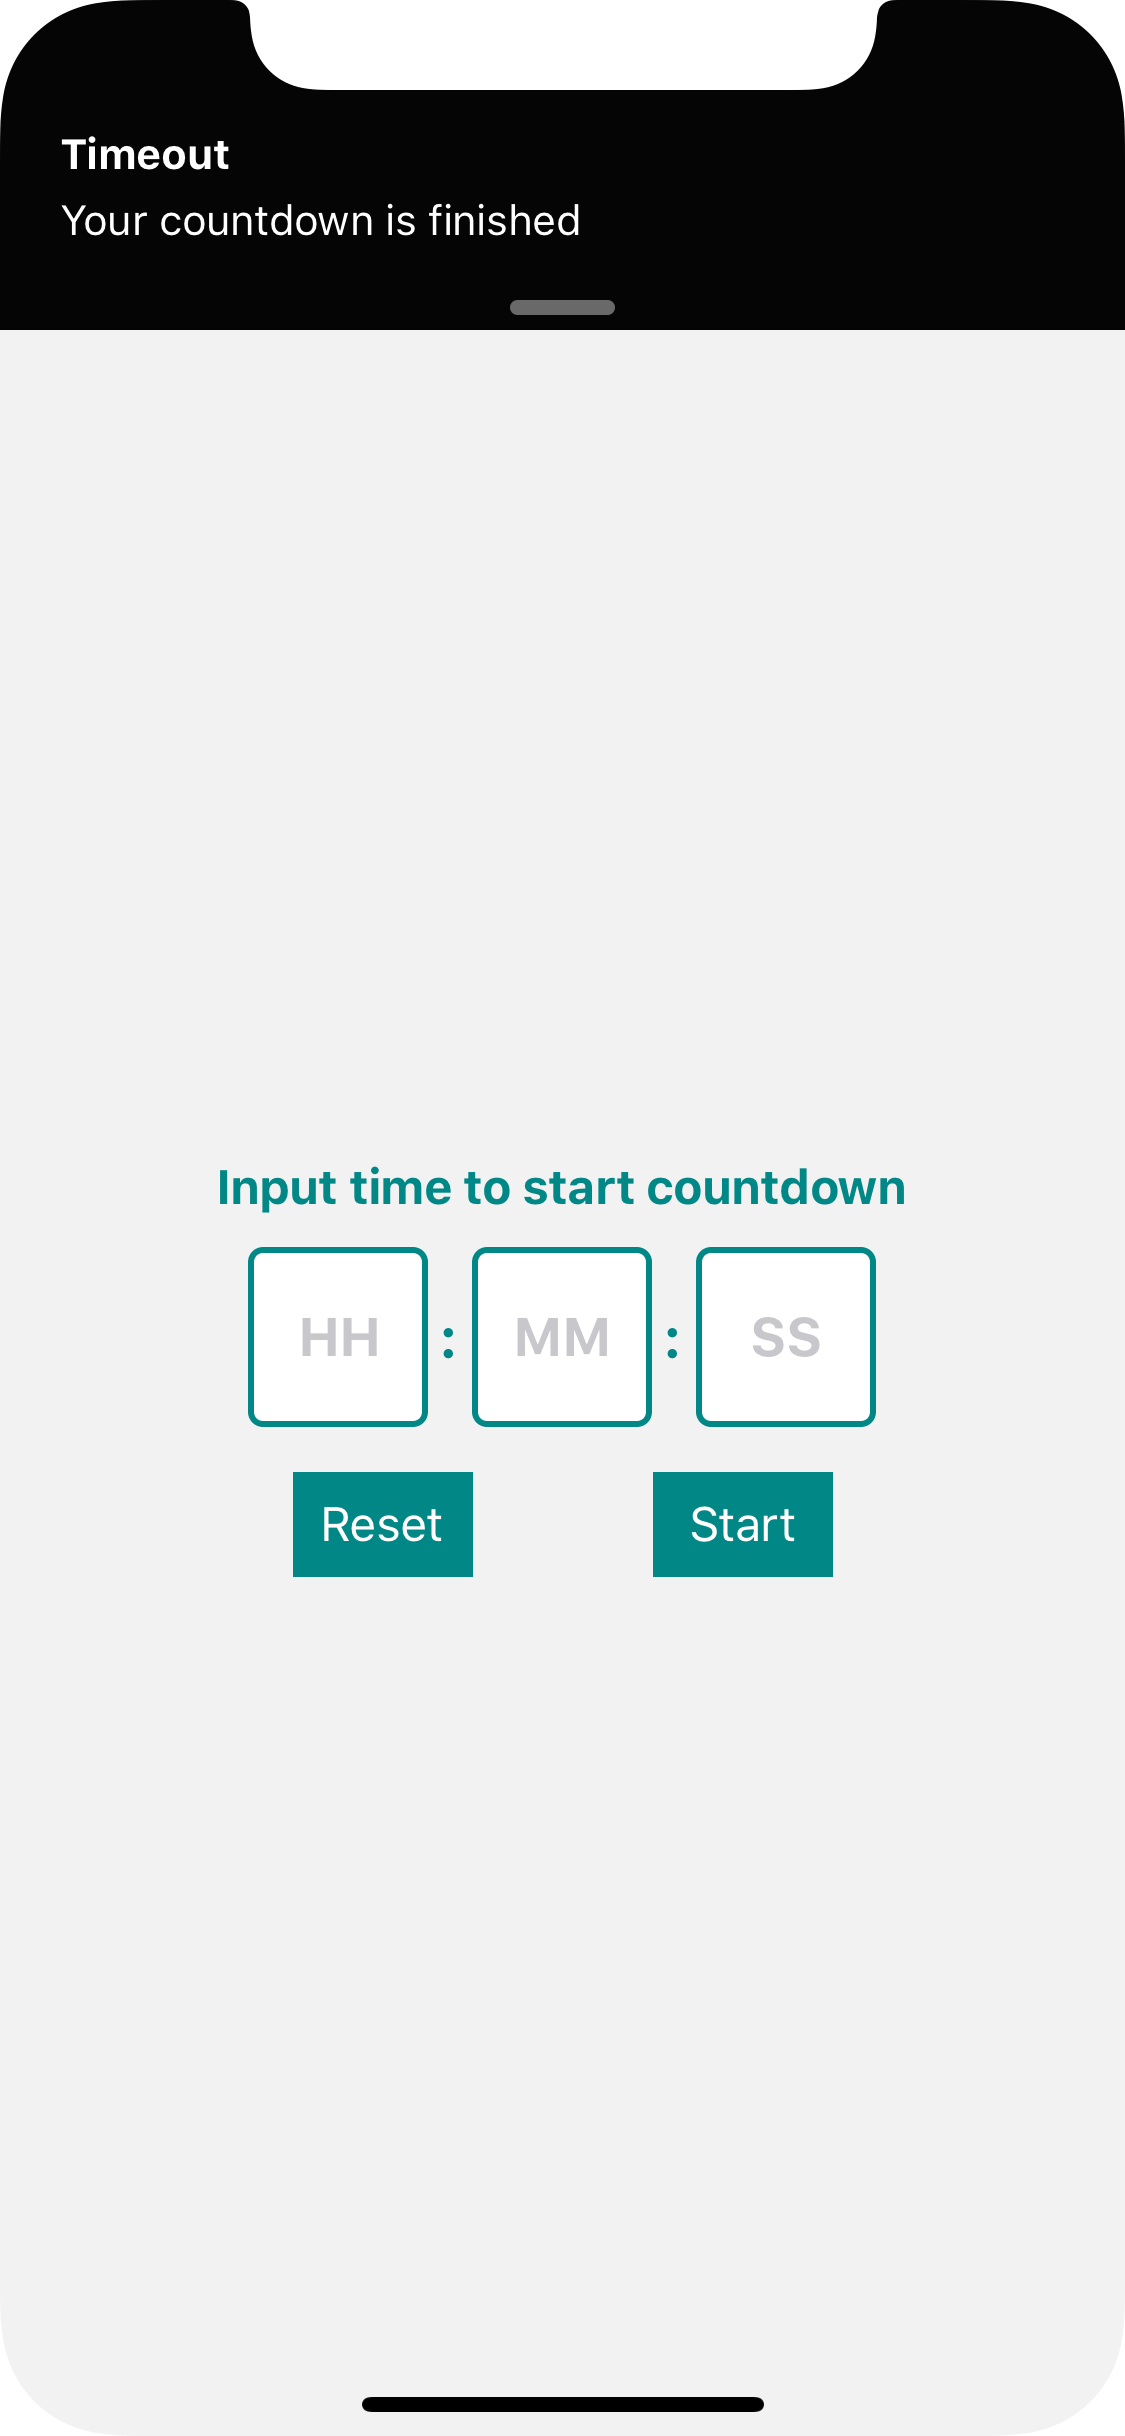 Timeout
Your countdown is finished
Input time to start countdown
HH : MM : SS
Reset Start